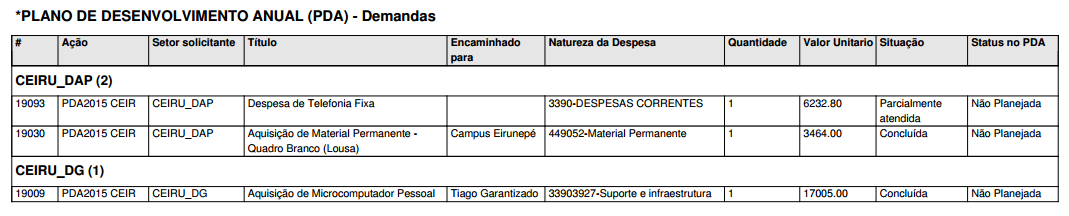 *PLANO DE DESENVOLVIMENTO ANUAL (PDA) - Demandas
# Ação Setor solicitante Título Encaminhado para Natureza da Despesa Quantidade Valor Unitario Situação Status no PDA
CEIRU_DAP (2)
19093 PDA2015 CEIR CEIRU_DAP Despesa de Telefonia Fixa 3390-DESPESAS CORRENTES 1 6232.80 Parcialmente atendida Não Planejada
19030 PDA2015 CEIR CEIRU_DAP Aquisição de Material Permanente - Quadro Branco (Lousa) Campus Eirunepé 449052-Material Permanente 1 3464.00 Concluída Não Planejada
CEIRU_DG (1)
19009 PDA2015 CEIR CEIRU_DG Aquisição de Microcomputador Pessoal Tiago Garantizado 33903927-Suporte e infraestrutura 1 17005.00 Concluída Não Planejada